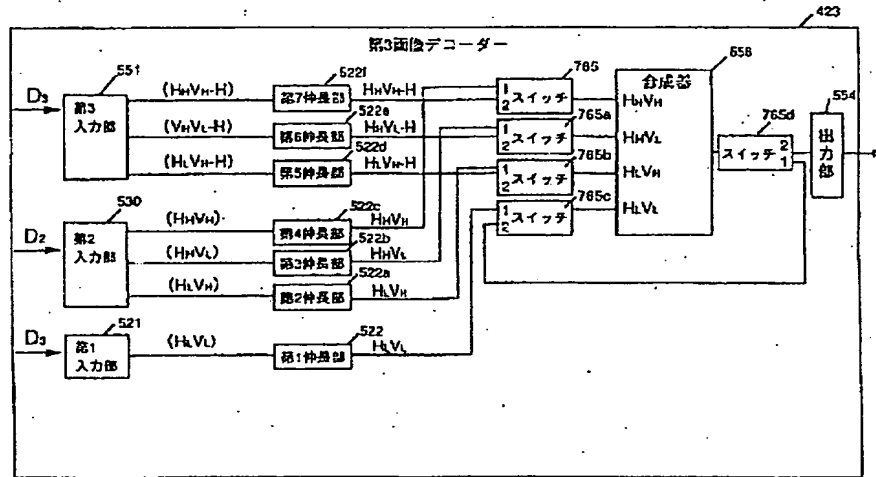 423
第3画像デコーダー
551
D3
第3
入力部
(HHVH-H)
(VHVL-H)
(HLVH-H)
522f
第7伸長部
HHVH-H
522e
第6伸長部
HHVL-H
522d
第5伸長部
HLVH-H
765
1
2
スイッチ
765a
1
2
スイッチ
765b
1
2
スイッチ
765c
1
2
スイッチ
合成器
HHVH
HHVL
HLVH
HLVL
765d
スイッチ
2
1
554
出力部
530
D2
第2
入力部
(HHVH)
(HHVL)
(HLVH)
522c
第4伸長部
HHVH
522b
第3伸長部
HHVL
522a
第2伸長部
HLVH
521
D3
第1
入力部
(HLVL)
522
第1伸長部
HLVL